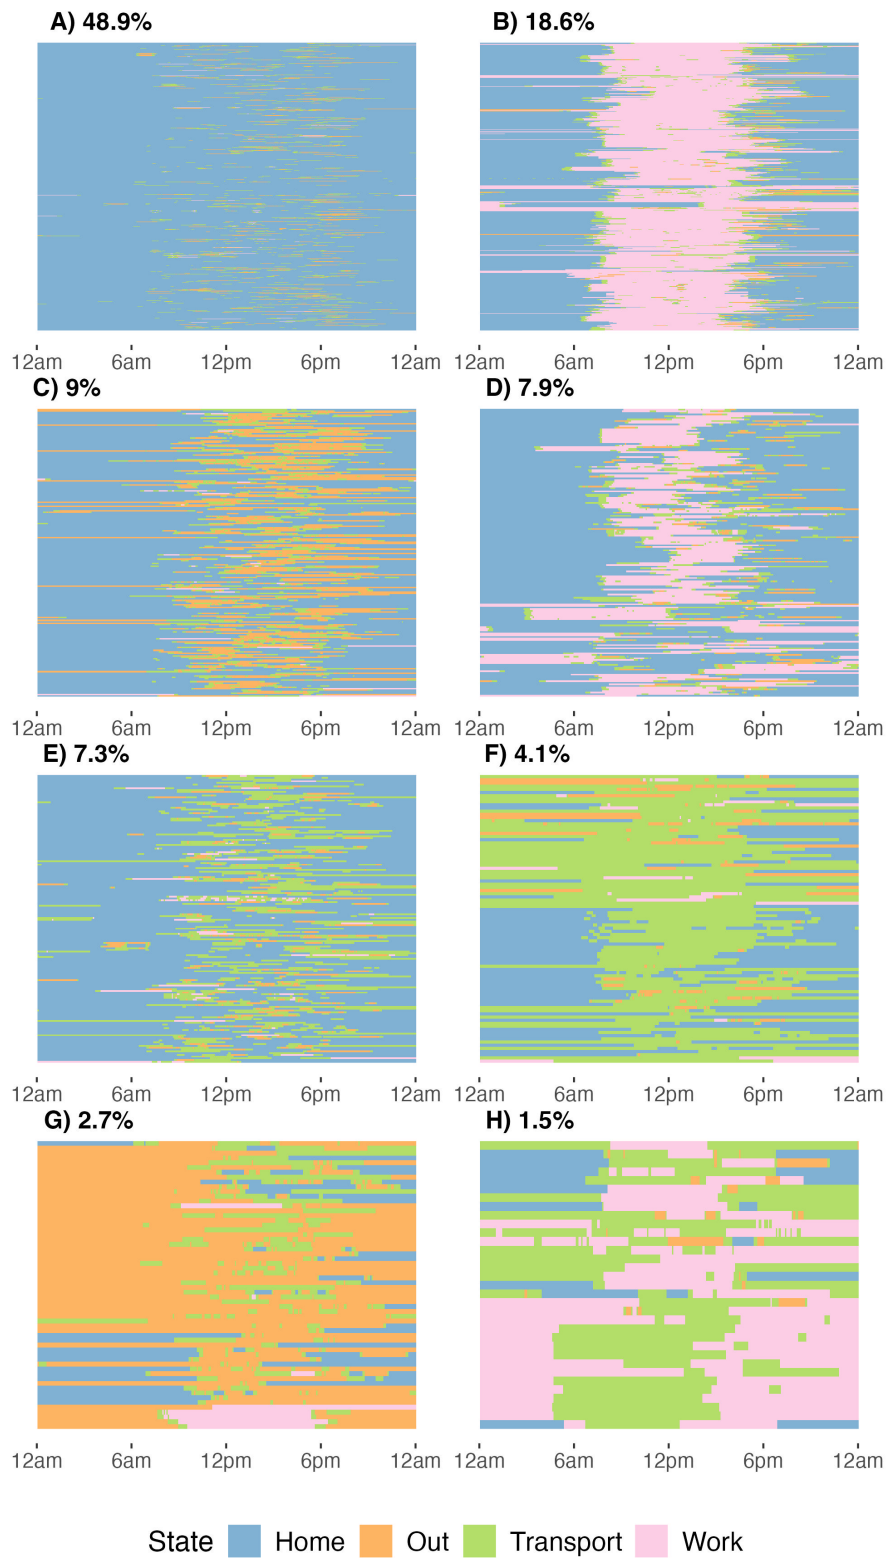 A) 48.9% B) 18.6%
12am 6am 12pm 6pm 12am 12am 6am 12pm 6pm 12am
C) 9% D) 7.9%
12am 6am 12pm 6pm 12am 12am 6am 12pm 6pm 12am
E) 7.3% F) 4.1%
12am 6am 12pm 6pm 12am 12am 6am 12pm 6pm 12am
G) 2.7% H) 1.5%
12am 6am 12pm 6pm 12am 12am 6am 12pm 6pm 12am
State Home Out Transport Work